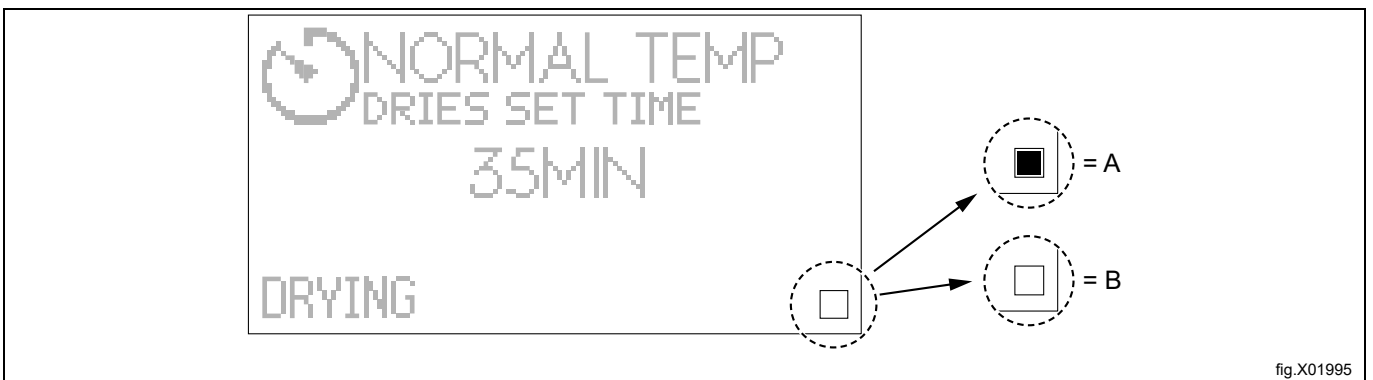 NORMAL TEMP
DRIES SET TIME
35MIN
DRYING
= A
= B
fig.X01995